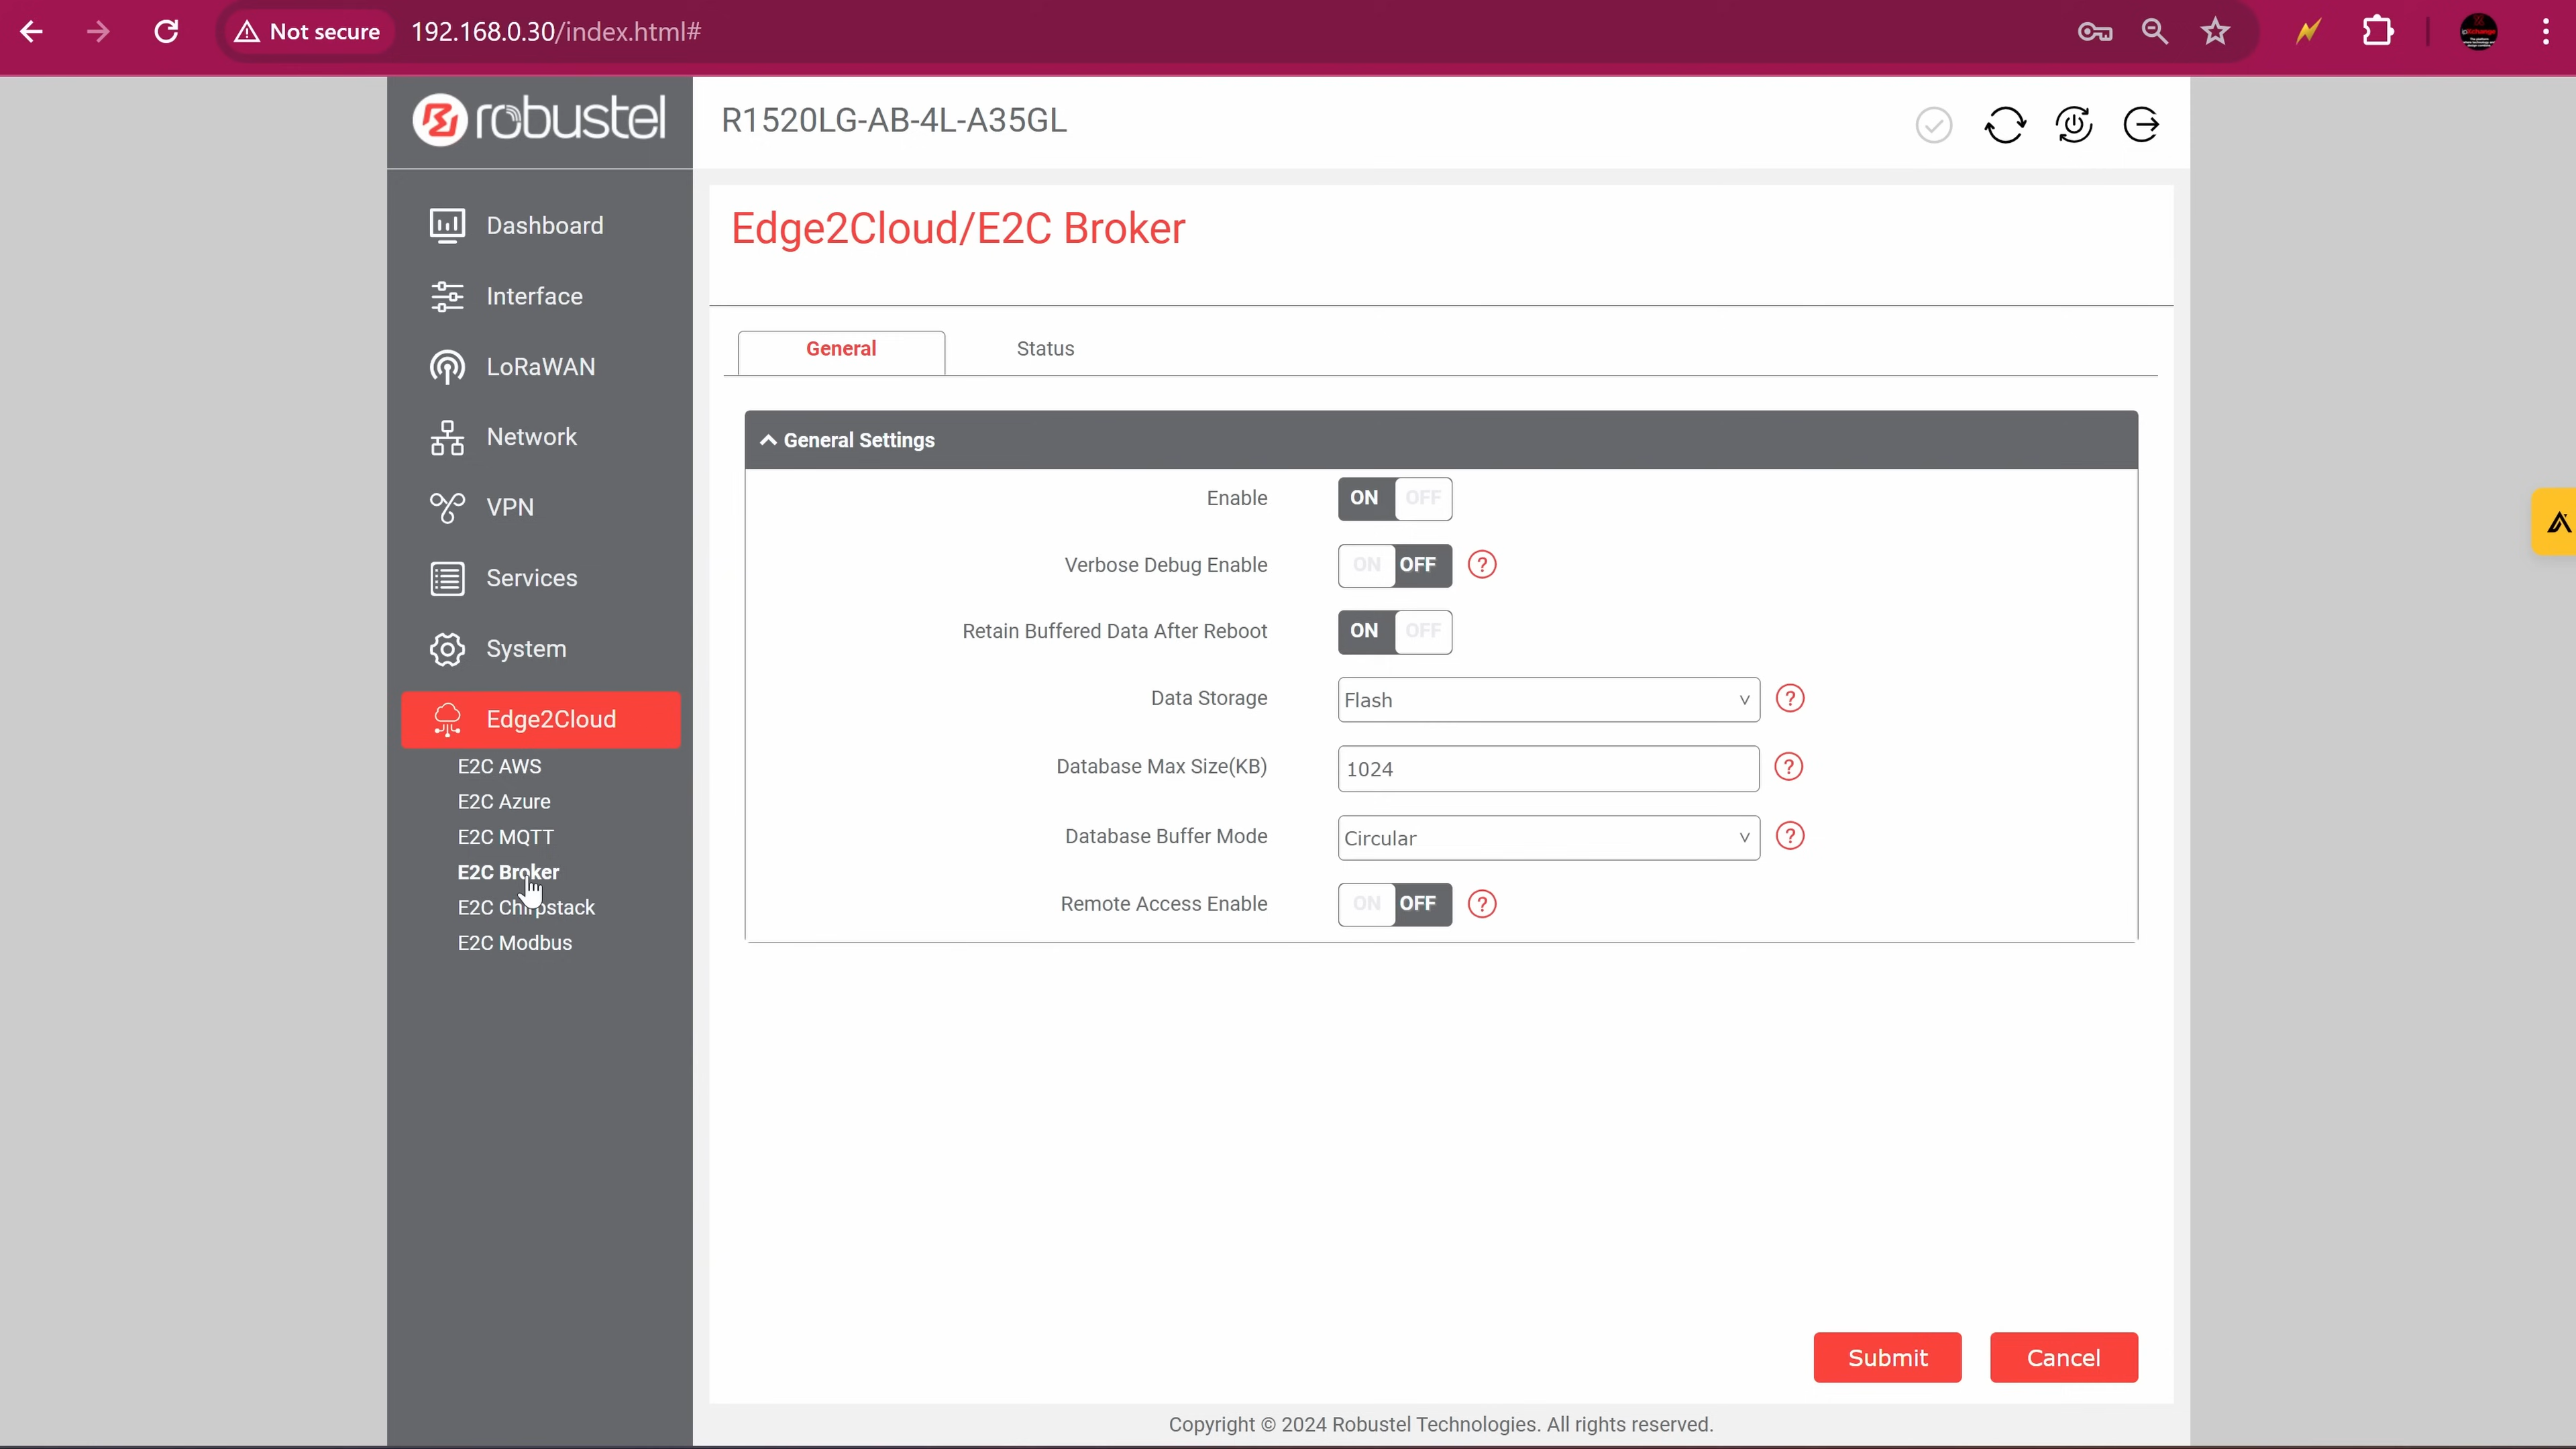 Not secure 192.168.0.30/index.html#
robustel
R1520LG-AB-4L-A35GL
Dashboard
Interface
LoRaWAN
Network
VPN
Services
System
Edge2Cloud
E2C AWS
E2C Azure
E2C MQTT
E2C Broker
E2C Chirpstack
E2C Modbus
Edge2Cloud/E2C Broker
General Status
General Settings
Enable ON OFF
Verbose Debug Enable ON OFF ?
Retain Buffered Data After Reboot ON OFF
Data Storage Flash v ?
Database Max Size(KB) 1024 ?
Database Buffer Mode Circular v ?
Remote Access Enable ON OFF ?
Submit Cancel
Copyright © 2024 Robustel Technologies. All rights reserved.